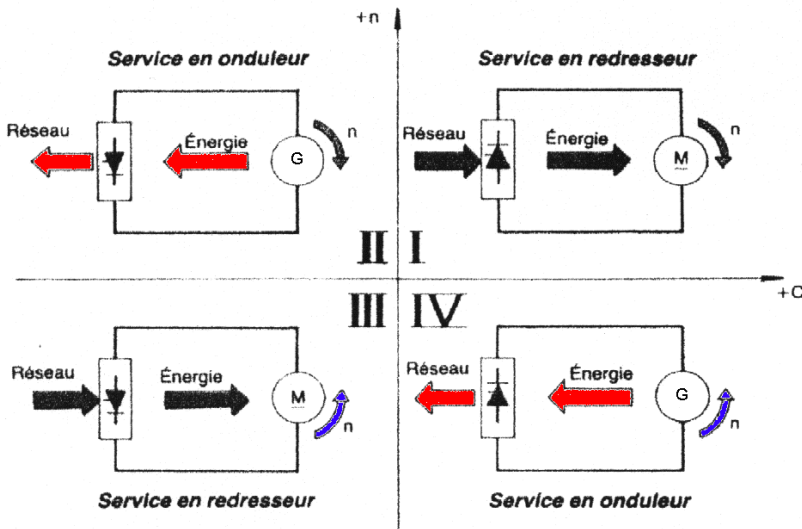 +n
Service en onduleur
Service en redresseur
Réseau
Énergie
G
n
Réseau
Énergie
M
n
II
I
+C
III
IV
Réseau
Énergie
M
n
Réseau
Énergie
G
n
Service en redresseur
Service en onduleur